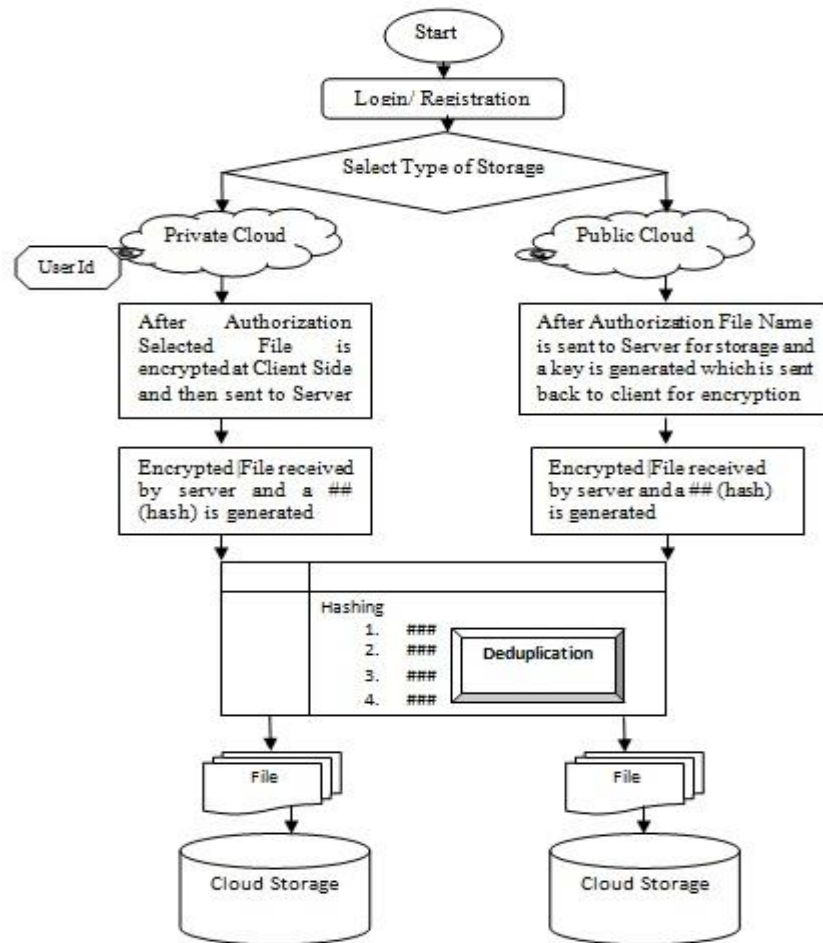 Start
Login/ Registration
Select Type of Storage
Private Cloud
Public Cloud
UserId
After Authorization
Selected File is
encrypted at Client Side
and then sent to Server
After Authorization File Name
is sent to Server for storage and
a key is generated which is sent
back to client for encryption
Encrypted|File received
by server and a ##
(hash) is generated
Encrypted|File received
by server and a ## (hash)
is generated
Hashing
1. ###
2. ###
3. ###
4. ###
Deduplication
File
File
Cloud Storage
Cloud Storage